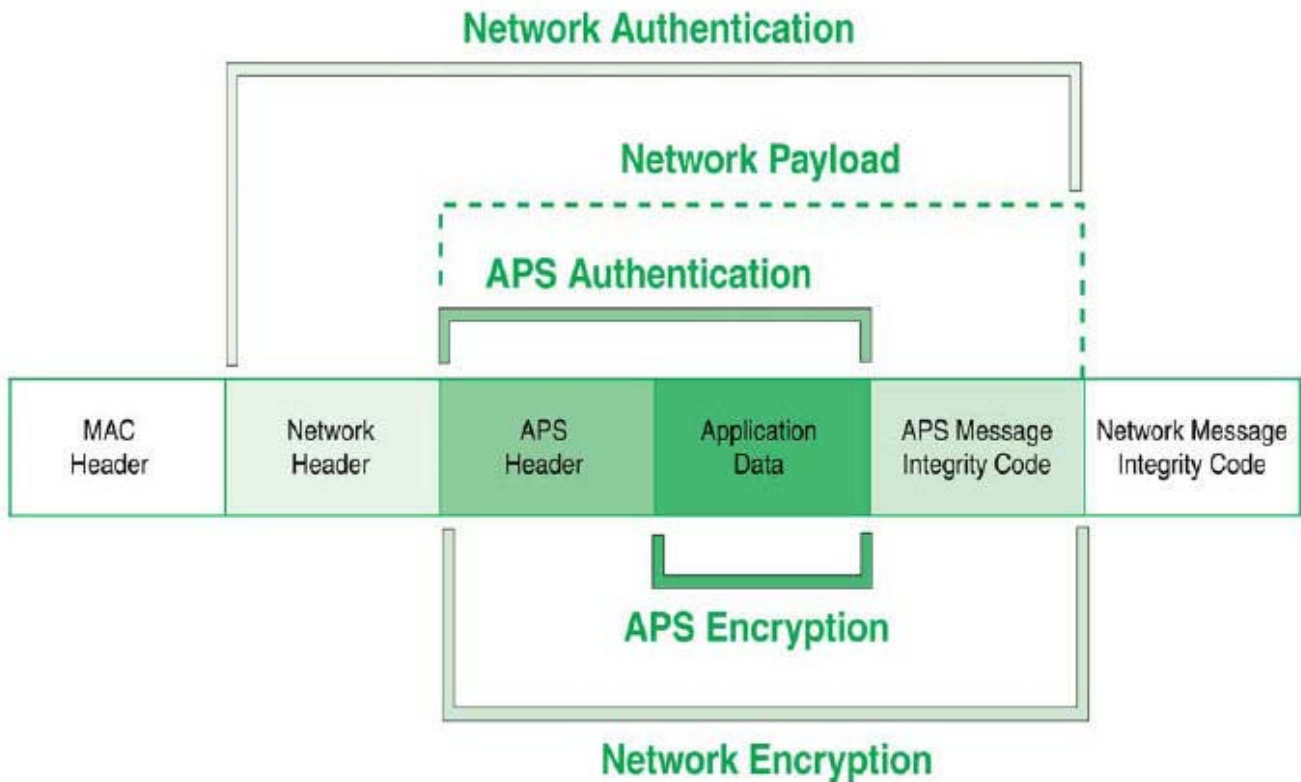 Network Authentication
Network Payload
APS Authentication
MAC
Header
Network
Header
APS
Header
Application
Data
APS Message
Integrity Code
Network Message
Integrity Code
APS Encryption
Network Encryption